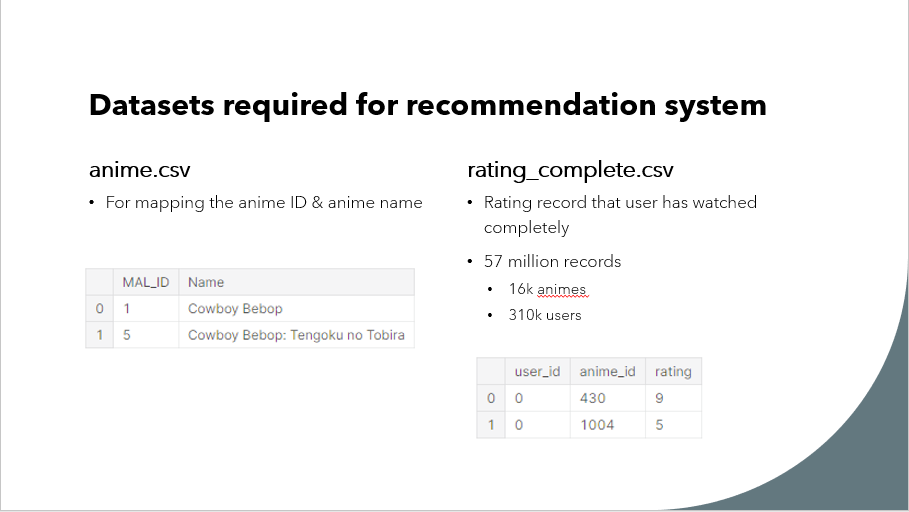 Datasets required for recommendation system
anime.csv
• For mapping the anime ID & anime name
MAL_ID Name
0 1 Cowboy Bebop
1 5 Cowboy Bebop: Tengoku no Tobira
rating_complete.csv
• Rating record that user has watched
completely
• 57 million records
• 16k animes
• 310k users
user_id anime_id rating
0 0 430 9
1 0 1004 5